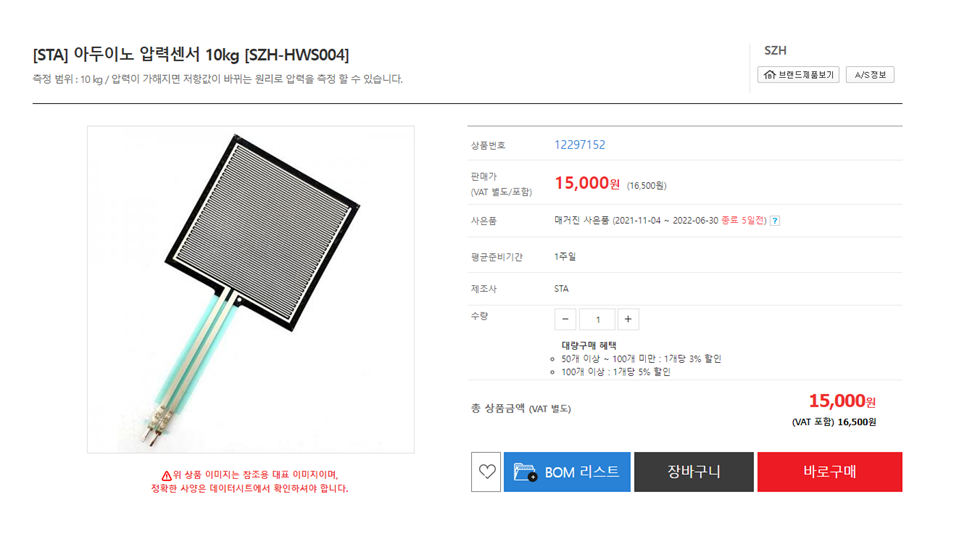 [STA] 아두이노 압력센서 10kg [SZH-HWS004]
측정 범위 : 10 kg / 압력이 가해지면 저항값이 바뀌는 원리로 압력을 측정 할 수 있습니다.
SZH
브랜드제품보기
A/S정보
상품번호 12297152
판매가
(VAT 별도/포함)
15,000원 (16,500원)
사은품 매거진 사은품 (2021-11-04 ~ 2022-06-30 종료 5일전) ?
평균준비기간 1주일
제조사 STA
수량 - 1 +
대량구매 혜택
50개 이상 ~ 100개 미만 : 1개당 3% 할인
100개 이상 : 1개당 5% 할인
총 상품금액 (VAT 별도) 15,000원
(VAT 포함) 16,500원
BOM 리스트
장바구니
바로구매
위 상품 이미지는 참조용 대표 이미지이며,
정확한 사양은 데이터시트에서 확인하셔야 합니다.